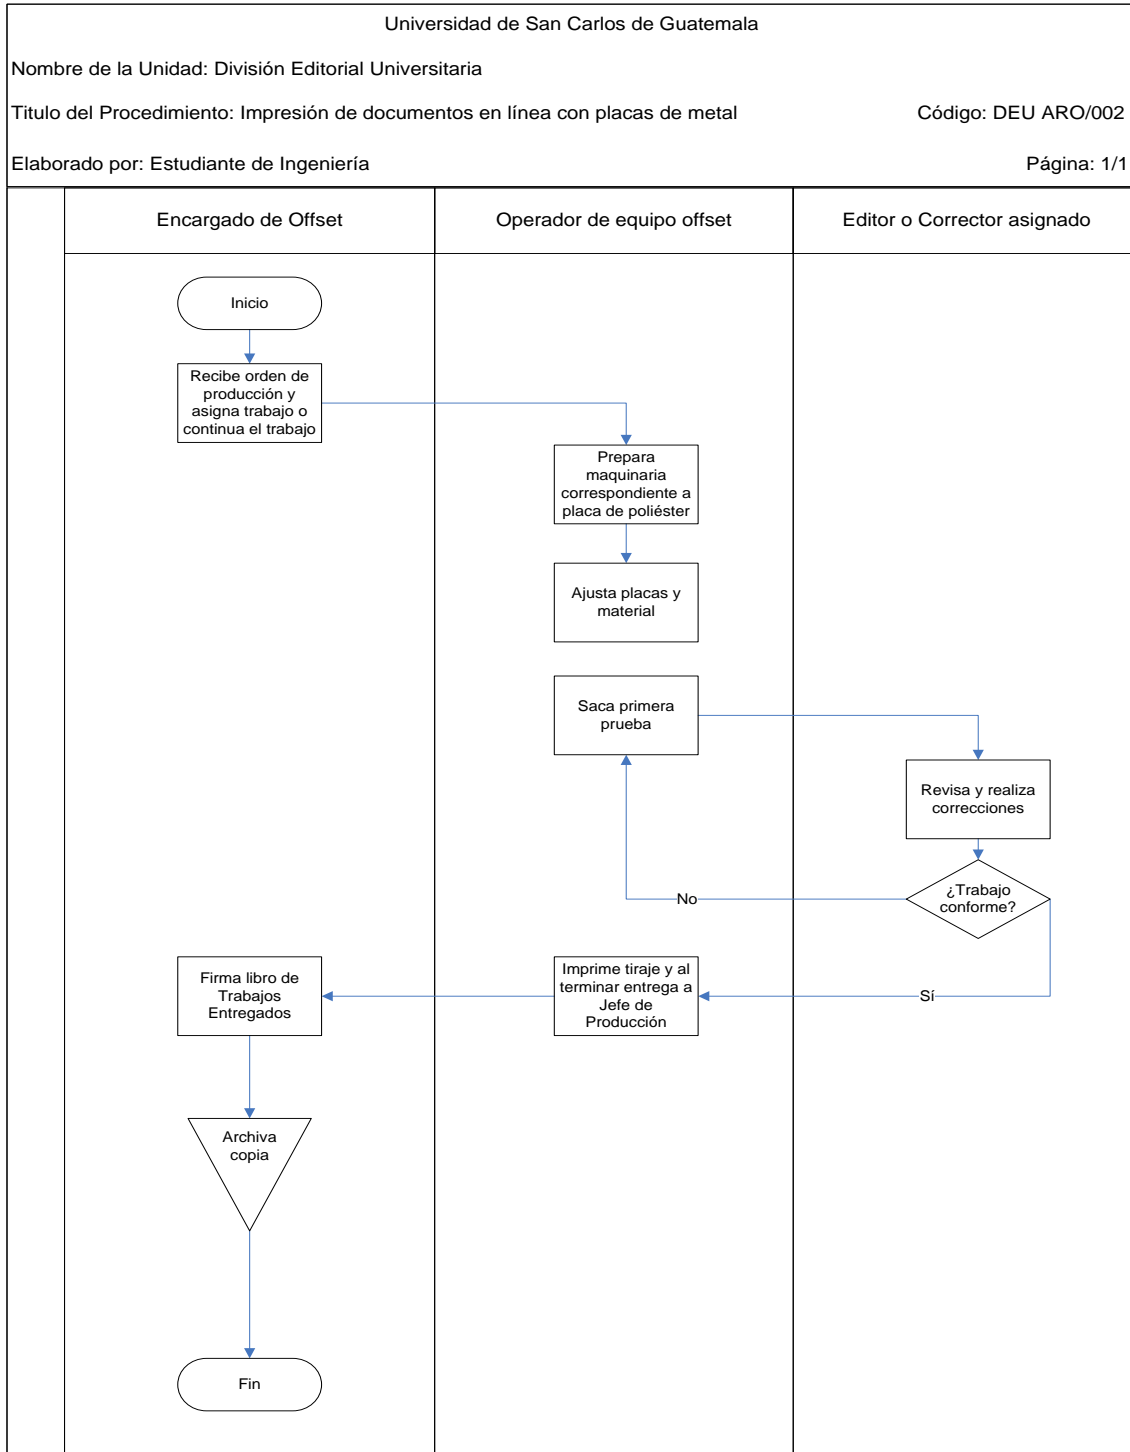 Universidad de San Carlos de Guatemala
Nombre de la Unidad: División Editorial Universitaria
Titulo del Procedimiento: Impresión de documentos en línea con placas de metal
Código: DEU ARO/002
Elaborado por: Estudiante de Ingeniería
Página: 1/1
Encargado de Offset
Operador de equipo offset
Editor o Corrector asignado
Inicio
Recibe orden de
producción y
asigna trabajo o
continua el trabajo
Prepara
maquinaria
correspondiente a
placa de poliéster
Ajusta placas y
material
Saca primera
prueba
Revisa y realiza
correcciones
¿Trabajo
conforme?
No
Sí
Imprime tiraje y al
terminar entrega a
Jefe de
Producción
Firma libro de
Trabajos
Entregados
Archiva
copia
Fin